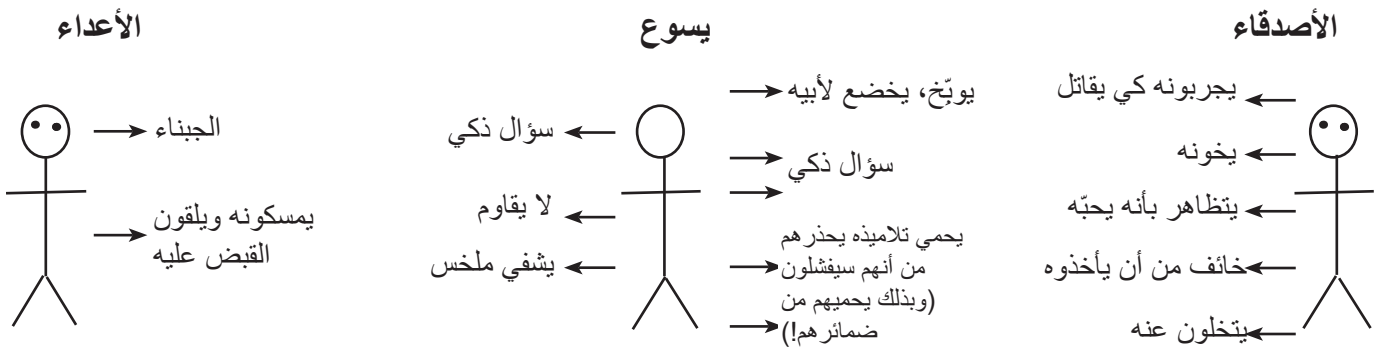 الأصدقاء
يجربونه كي يقاتل
يخونه
يتظاهر بأنه يحبّه
خائف من أن يأخذوه
يتخلون عنه
يسوع
يوبّخ، يخضع لأبيه
سؤال ذكي
يحمي تلاميذه يحذرهم
من أنهم سيفشلون
(وبذلك يحميهم من
ضمائرهم!)
سؤال ذكي
لا يقاوم
يشفي ملخس
الأعداء
الجبناء
يمسكونه ويلقون
القبض عليه